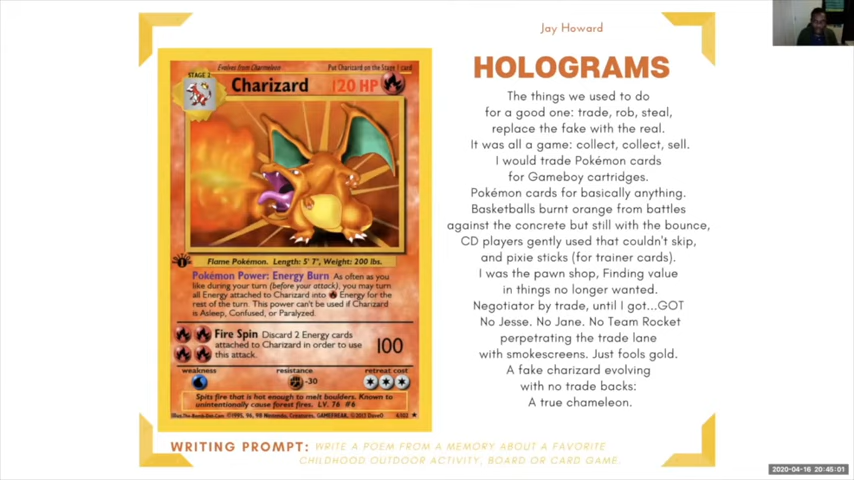 Jay Howard
HOLOGRAMS
The things we used to do
for a good one: trade, rob, steal,
replace the fake with the real.
It was all a game: collect, collect, sell.
I would trade Pokémon cards
for Gameboy cartridges.
Pokémon cards for basically anything.
Basketballs burnt orange from battles
against the concrete but still with the bounce,
CD players gently used that couldn't skip,
and pixie sticks (for trainer cards).
I was the pawn shop, Finding value
in things no longer wanted.
Negotiator by trade, until I got...GOT
No Jesse. No Jane. No Team Rocket
perpetrating the trade lane
with smokescreens. Just fools gold.
A fake charizard evolving
with no trade backs:
A true chameleon.
STAGE 2
Evolves from Charmeleon
Put Charizard on the Stage 1 card
Charizard 120 HP
Flame Pokémon. Length: 5' 7", Weight: 200 lbs.
Pokémon Power: Energy Burn As often as you
like during your turn (before your attack), you may
turn all Energy attached to Charizard into Energy for the
rest of the turn. This power can't be used if Charizard
is Asleep, Confused, or Paralyzed.
Fire Spin Discard 2 Energy cards
attached to Charizard in order to use
this attack.
100
weakness
resistance
-30
retreat cost
Spits fire that is hot enough to melt boulders. Known to
unintentionally cause forest fires. LV. 76 #6
WRITING PROMPT: WRITE A POEM FROM A MEMORY ABOUT A FAVORITE
CHILDHOOD OUTDOOR ACTIVITY, BOARD OR CARD GAME.
2020-04-16 20:45:01